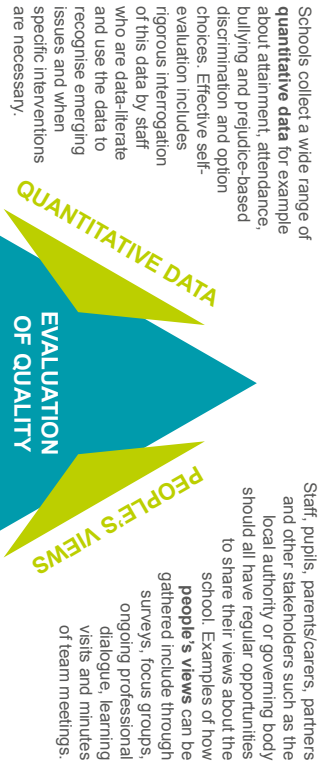 Schools collect a wide range of
quantitative data for example
about attainment, attendance,
bullying and prejudice-based
discrimination and option
choices. Effective self-
evaluation includes
rigorous interrogation
of this data by staff
who are data-literate
and use the data to
recognise emerging
issues and when
specific interventions
are necessary.
QUANTITATIVE DATA
EVALUATION
OF QUALITY
PEOPLE'S VIEWS
Staff, pupils, parents/carers, partners
and other stakeholders such as the
local authority or governing body
should all have regular opportunities
to share their views about the
school. Examples of how
people's views can be
gathered include through
surveys, focus groups,
ongoing professional
dialogue, learning
visits and minutes
of team meetings.